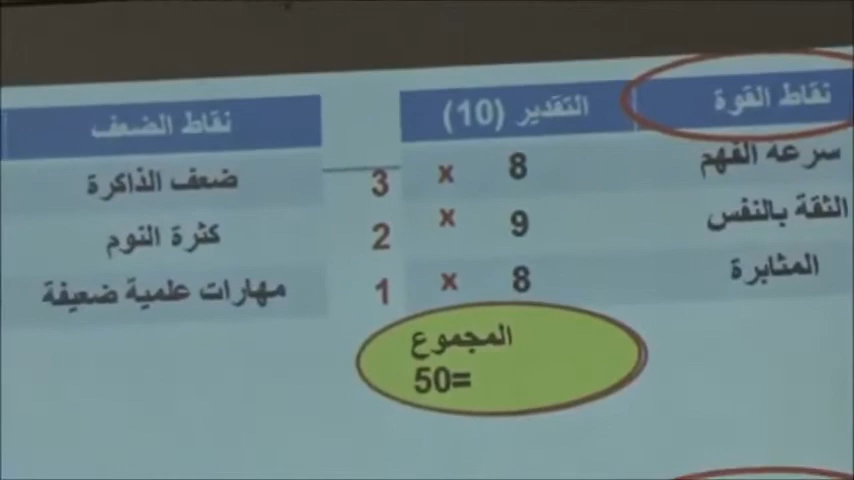 نقاط القوة التقدير (10) نقاط الضعف
سرعه الفهم 8 x 3 ضعف الذاكرة
الثقة بالنفس 9 x 2 كثرة النوم
المثابرة 8 x 1 مهارات علمية ضعيفة
المجموع
=50